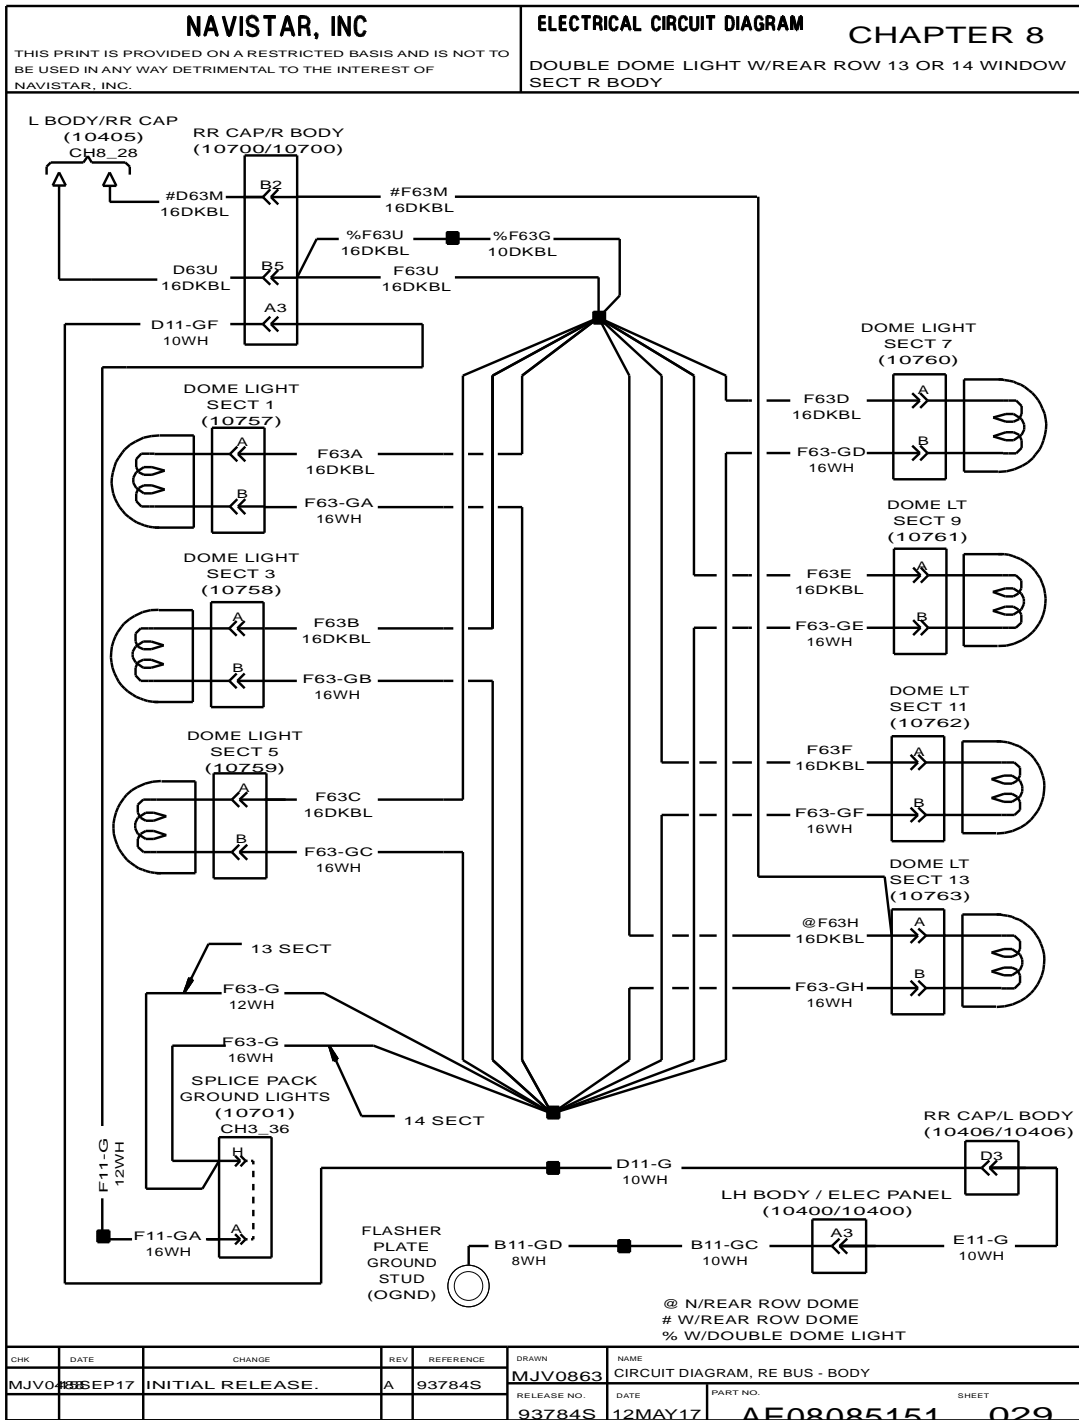 NAVISTAR, INC
THIS PRINT IS PROVIDED ON A RESTRICTED BASIS AND IS NOT TO
BE USED IN ANY WAY DETRIMENTAL TO THE INTEREST OF
NAVISTAR, INC.
ELECTRICAL CIRCUIT DIAGRAM
CHAPTER 8
DOUBLE DOME LIGHT W/REAR ROW 13 OR 14 WINDOW
SECT R BODY
L BODY/RR CAP
(10405)
CH8_28
RR CAP/R BODY
(10700/10700)
#D63M
16DKBL
B2
#F63M
16DKBL
%F63U
16DKBL
%F63G
10DKBL
D63U
16DKBL
B5
F63U
16DKBL
A3
D11-GF
10WH
DOME LIGHT
SECT 1
(10757)
A
F63A
16DKBL
B
F63-GA
16WH
DOME LIGHT
SECT 3
(10758)
A
F63B
16DKBL
B
F63-GB
16WH
DOME LIGHT
SECT 5
(10759)
A
F63C
16DKBL
B
F63-GC
16WH
DOME LIGHT
SECT 7
(10760)
F63D
16DKBL
A
F63-GD
16WH
B
DOME LT
SECT 9
(10761)
F63E
16DKBL
A
F63-GE
16WH
B
DOME LT
SECT 11
(10762)
F63F
16DKBL
A
F63-GF
16WH
B
DOME LT
SECT 13
(10763)
@F63H
16DKBL
A
F63-GH
16WH
B
13 SECT
F63-G
12WH
F63-G
16WH
14 SECT
SPLICE PACK
GROUND LIGHTS
(10701)
CH3_36
H
A
F11-G
12WH
F11-GA
16WH
RR CAP/L BODY
(10406/10406)
D3
D11-G
10WH
LH BODY / ELEC PANEL
(10400/10400)
A3
FLASHER
PLATE
GROUND
STUD
(OGND)
B11-GD
8WH
B11-GC
10WH
E11-G
10WH
@ N/REAR ROW DOME
# W/REAR ROW DOME
% W/DOUBLE DOME LIGHT
CHK DATE CHANGE REV REFERENCE
SEP17 INITIAL RELEASE. A 93784S
DRAWN
MJV0863
NAME
CIRCUIT DIAGRAM, RE BUS - BODY
RELEASE NO.
93784S
DATE
12MAY17
PART NO.
AE08085151
SHEET
029